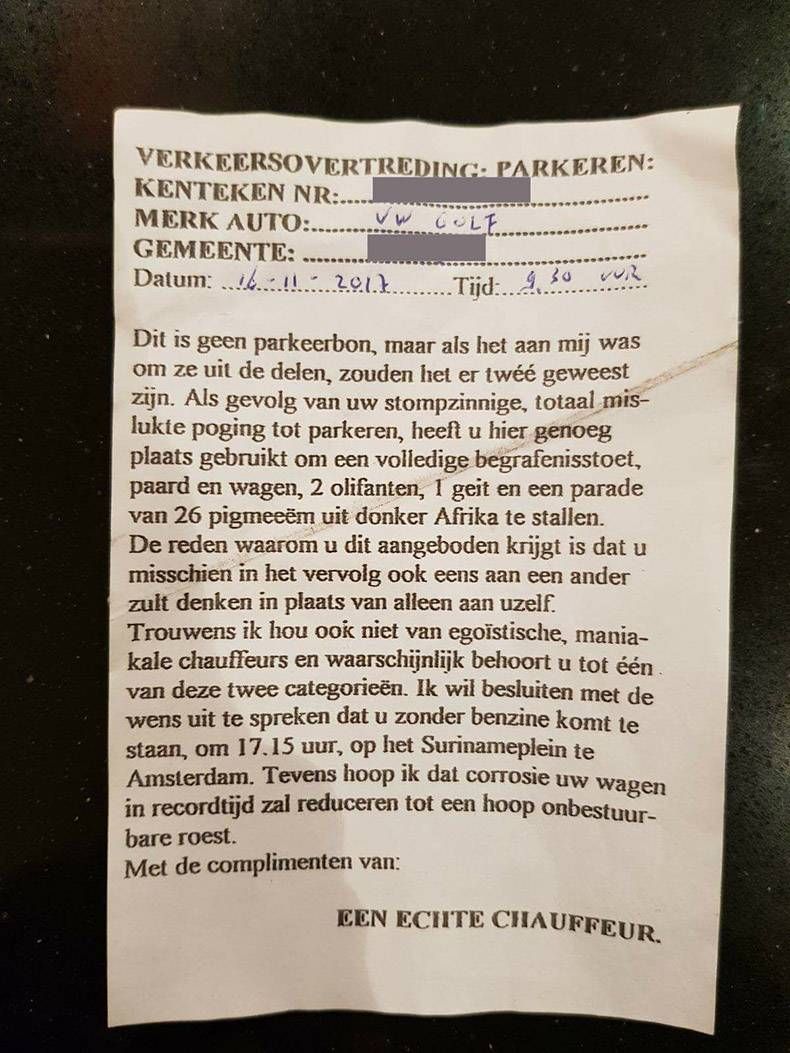 VERKEERSOVERTREDING: PARKEREN:
KENTEKEN NR:
MERK AUTO: VW GOLF
GEMEENTE:
Datum: 16-11-2017 Tijd: 9.30 uur
Dit is geen parkeerbon, maar als het aan mij was
om ze uit de delen, zouden het er twéé geweest
zijn. Als gevolg van uw stompzinnige, totaal mis-
lukte poging tot parkeren, heeft u hier genoeg
plaats gebruikt om een volledige begrafenisstoet,
paard en wagen, 2 olifanten, 1 geit en een parade
van 26 pigmeeëm uit donker Afrika te stallen.
De reden waarom u dit aangeboden krijgt is dat u
misschien in het vervolg ook eens aan een ander
zult denken in plaats van alleen aan uzelf.
Trouwens ik hou ook niet van egoïstische, mania-
kale chauffeurs en waarschijnlijk behoort u tot één
van deze twee categorieën. Ik wil besluiten met de
wens uit te spreken dat u zonder benzine komt te
staan, om 17.15 uur, op het Surinameplein te
Amsterdam. Tevens hoop ik dat corrosie uw wagen
in recordtijd zal reduceren tot een hoop onbestuur-
bare roest.
Met de complimenten van:
EEN ECHTE CHAUFFEUR.